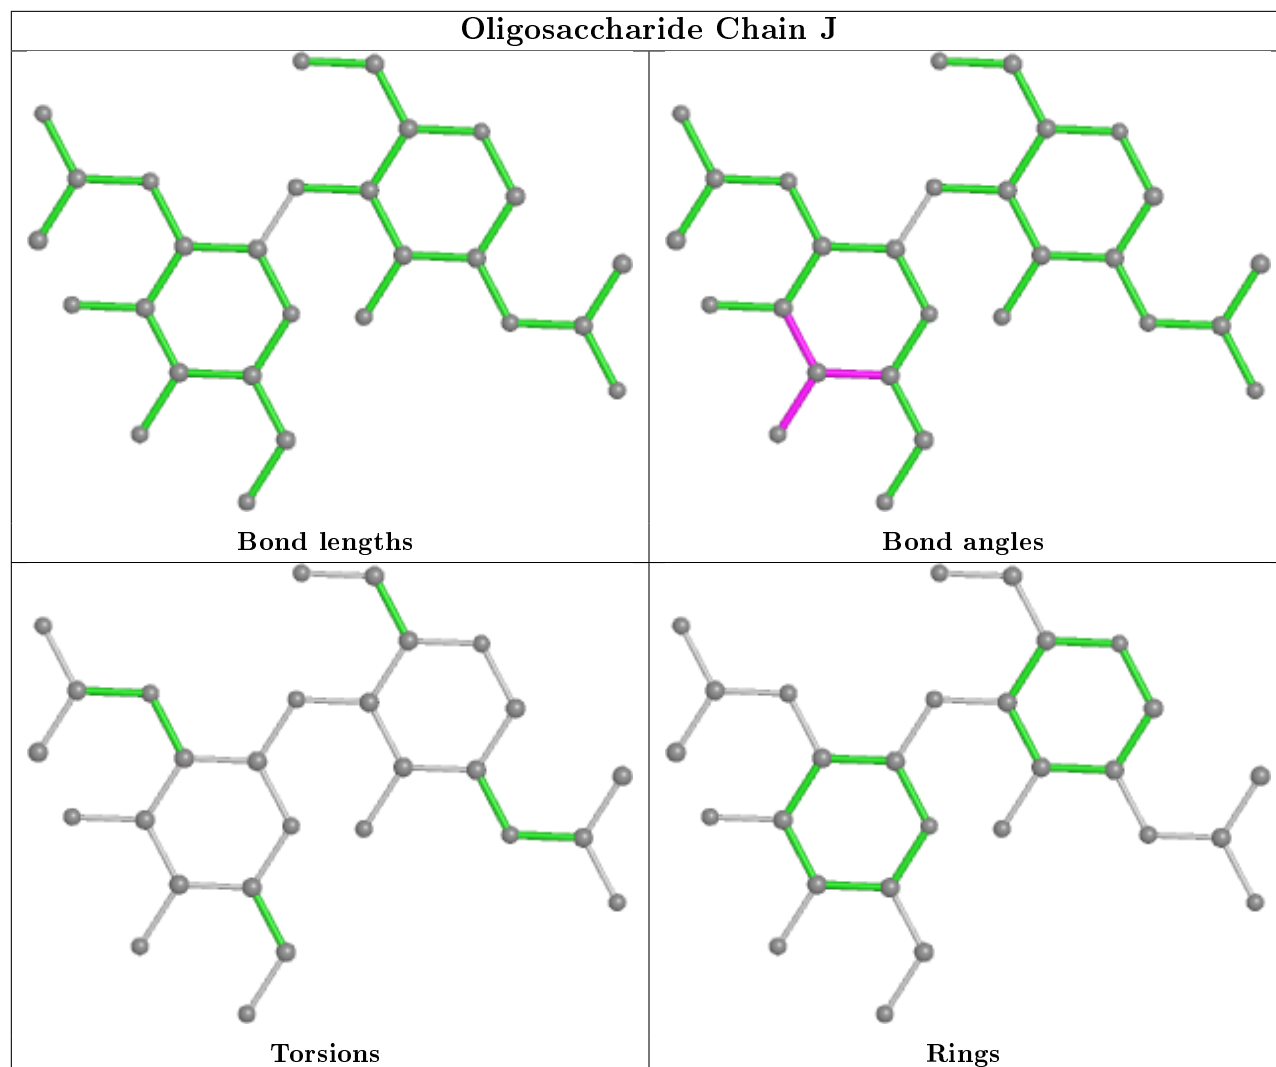 Oligosaccharide Chain J
Bond lengths
Bond angles
Torsions
Rings